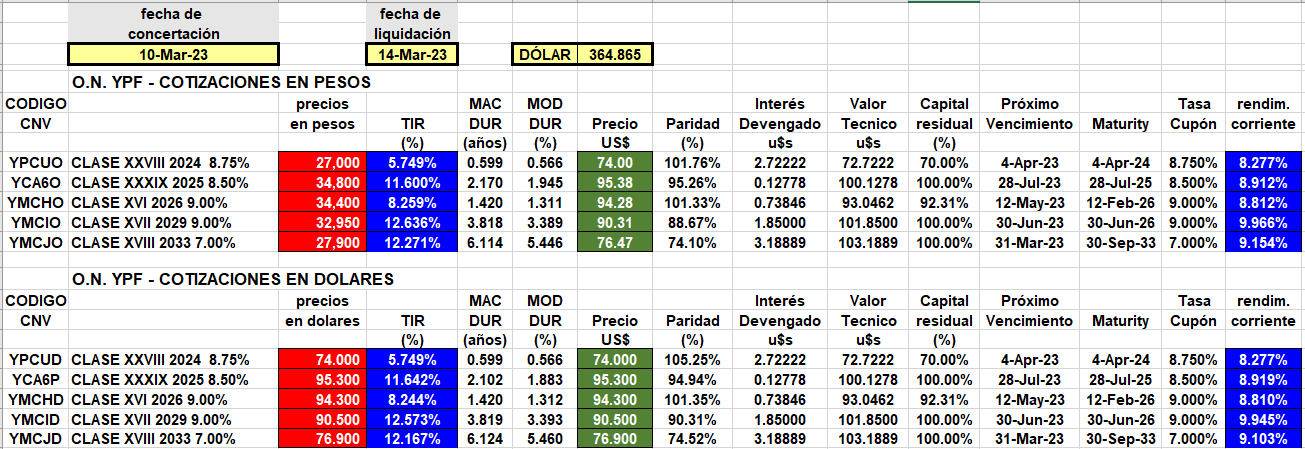 fecha de fecha de
concertación liquidación
10-Mar-23 14-Mar-23 DÓLAR 364.865
O.N. YPF - COTIZACIONES EN PESOS
CODIGO precios MAC MOD Interés Valor Capital Próximo Tasa rendim.
CNV en pesos TIR DUR DUR Precio Paridad Devengado Tecnico residual Vencimiento Maturity Cupón corriente
(%) (años) (%) US$ u$s u$s (%)
YPCUO CLASE XXVIII 2024 8.75% 27,000 5.749% 0.599 0.566 74.00 101.76% 2.72222 72.7222 70.00% 4-Apr-23 4-Apr-24 8.750% 8.277%
YCA6O CLASE XXXIX 2025 8.50% 34,800 11.600% 2.170 1.945 95.38 95.26% 0.12778 100.1278 100.00% 28-Jul-23 28-Jul-25 8.500% 8.912%
YMCHO CLASE XVI 2026 9.00% 34,400 8.259% 1.420 1.311 94.28 101.33% 0.73846 93.0462 92.31% 12-May-23 12-Feb-26 9.000% 8.812%
YMCIO CLASE XVII 2029 9.00% 32,950 12.636% 3.818 3.389 90.31 88.67% 1.85000 101.8500 100.00% 30-Jun-23 30-Jun-26 9.000% 9.966%
YMCJO CLASE XVIII 2033 7.00% 27,900 12.271% 6.114 5.446 76.47 74.10% 3.18889 103.1889 100.00% 31-Mar-23 30-Sep-33 7.000% 9.154%
O.N. YPF - COTIZACIONES EN DOLARES
CODIGO precios MAC MOD Interés Valor Capital Próximo Tasa rendim.
CNV en dolares TIR DUR DUR Precio Paridad Devengado Tecnico residual Vencimiento Maturity Cupón corriente
(%) (años) (%) US$ u$s u$s (%)
YPCUD CLASE XXVIII 2024 8.75% 74.000 5.749% 0.599 0.566 74.000 105.25% 2.72222 72.7222 70.00% 4-Apr-23 4-Apr-24 8.750% 8.277%
YCA6P CLASE XXXIX 2025 8.50% 95.300 11.642% 2.102 1.883 95.300 94.94% 0.12778 100.1278 100.00% 28-Jul-23 28-Jul-25 8.500% 8.919%
YMCHD CLASE XVI 2026 9.00% 94.300 8.244% 1.420 1.312 94.300 101.35% 0.73846 93.0462 92.31% 12-May-23 12-Feb-26 9.000% 8.810%
YMCID CLASE XVII 2029 9.00% 90.500 12.573% 3.819 3.393 90.500 90.31% 1.85000 101.8500 100.00% 30-Jun-23 30-Jun-26 9.000% 9.945%
YMCJD CLASE XVIII 2033 7.00% 76.900 12.167% 6.124 5.460 76.900 74.52% 3.18889 103.1889 100.00% 31-Mar-23 30-Sep-33 7.000% 9.103%